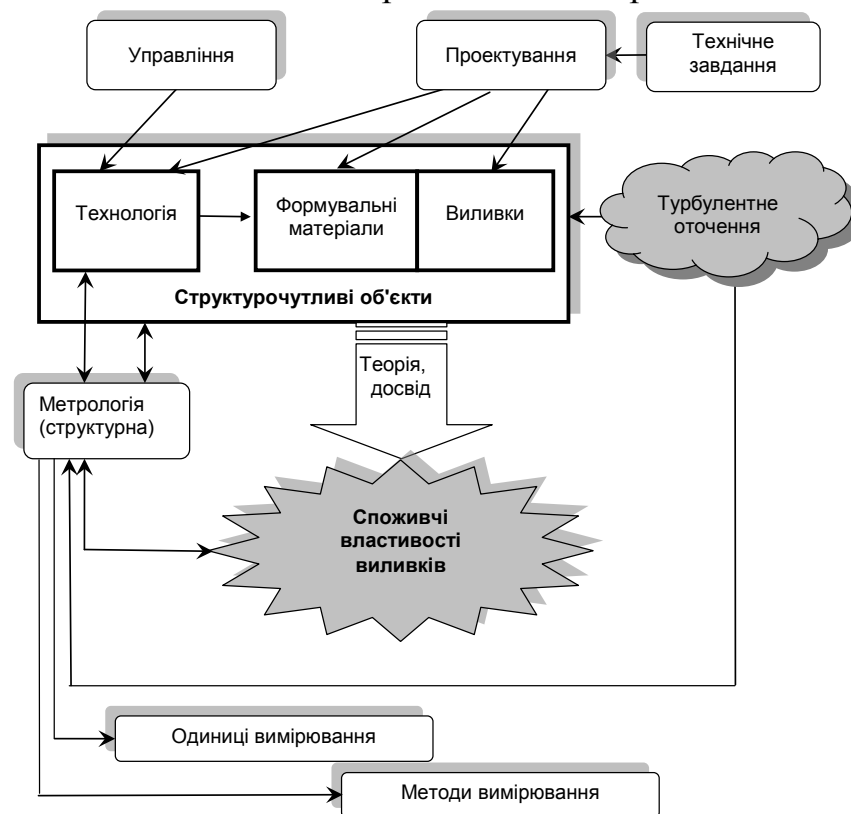 Управління
Проектування
Технічне
завдання
Технологія
Формувальні
матеріали
Виливки
Турбулентне
оточення
Структурочутливі об'єкти
Теорія,
досвід
Метрологія
(структурна)
Споживчі
властивості
виливків
Одиниці вимірювання
Методи вимірювання